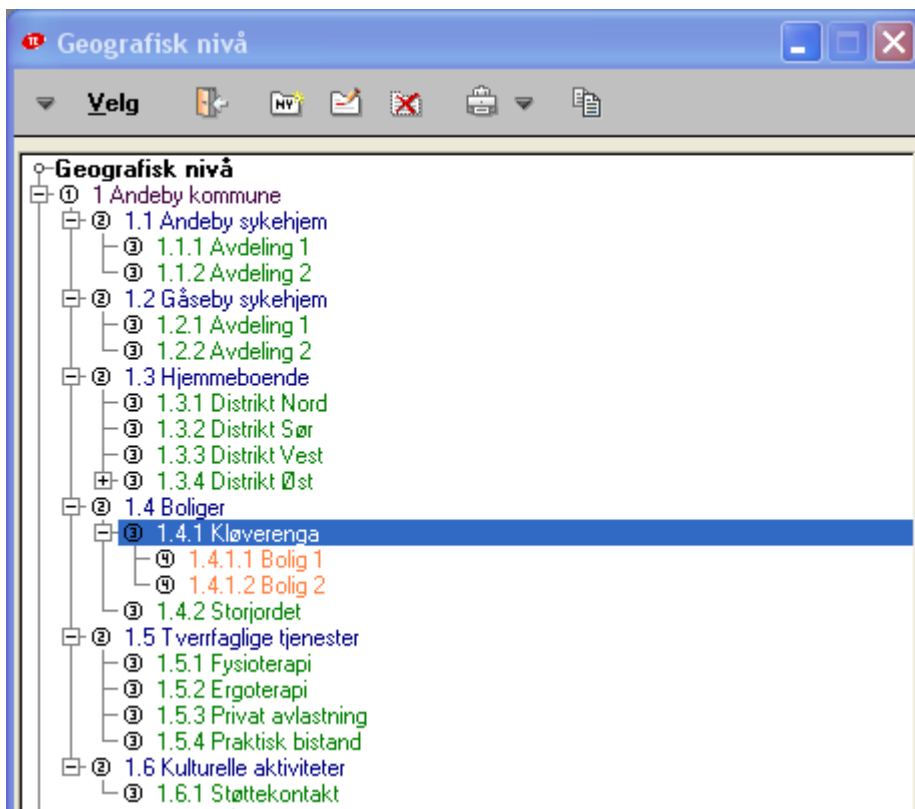 Geografisk nivå
Velg
NY
Geografisk nivå
1 1 Andeby kommune
2 1.1 Andeby sykehjem
3 1.1.1 Avdeling 1
3 1.1.2 Avdeling 2
2 1.2 Gåseby sykehjem
3 1.2.1 Avdeling 1
3 1.2.2 Avdeling 2
2 1.3 Hjemmeboende
3 1.3.1 Distrikt Nord
3 1.3.2 Distrikt Sør
3 1.3.3 Distrikt Vest
3 1.3.4 Distrikt Øst
2 1.4 Boliger
3 1.4.1 Kløverenga
4 1.4.1.1 Bolig 1
4 1.4.1.2 Bolig 2
3 1.4.2 Storjordet
2 1.5 Tverrfaglige tjenester
3 1.5.1 Fysioterapi
3 1.5.2 Ergoterapi
3 1.5.3 Privat avlastning
3 1.5.4 Praktisk bistand
2 1.6 Kulturelle aktiviteter
3 1.6.1 Støttekontakt